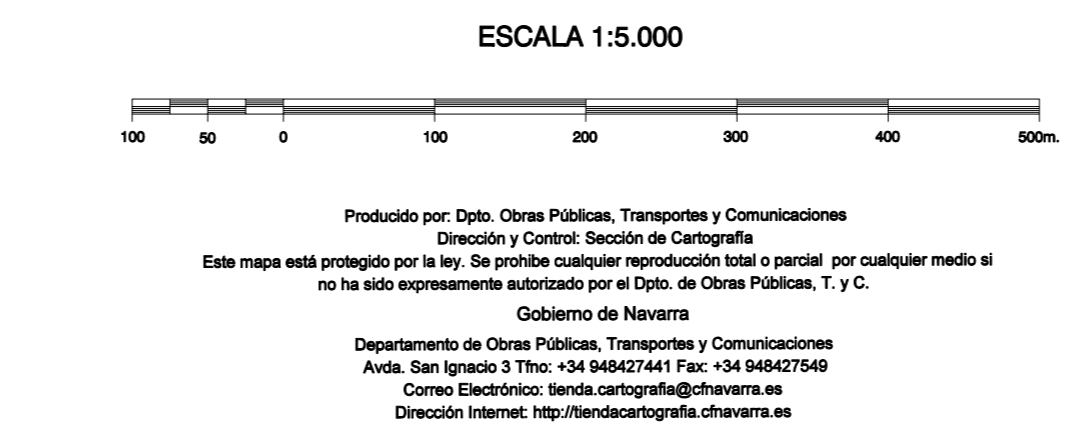 ESCALA 1:5.000
100 50 0 100 200 300 400 500m.
Producido por: Dpto. Obras Públicas, Transportes y Comunicaciones
Dirección y Control: Sección de Cartografía
Este mapa está protegido por la ley. Se prohibe cualquier reproducción total o parcial por cualquier medio si
no ha sido expresamente autorizado por el Dpto. de Obras Públicas, T. y C.
Gobierno de Navarra
Departamento de Obras Públicas, Transportes y Comunicaciones
Avda. San Ignacio 3 Tfno: +34 948427441 Fax: +34 948427549
Correo Electrónico: tienda.cartografia@cfnavarra.es
Dirección Internet: http://tiendacartografia.cfnavarra.es